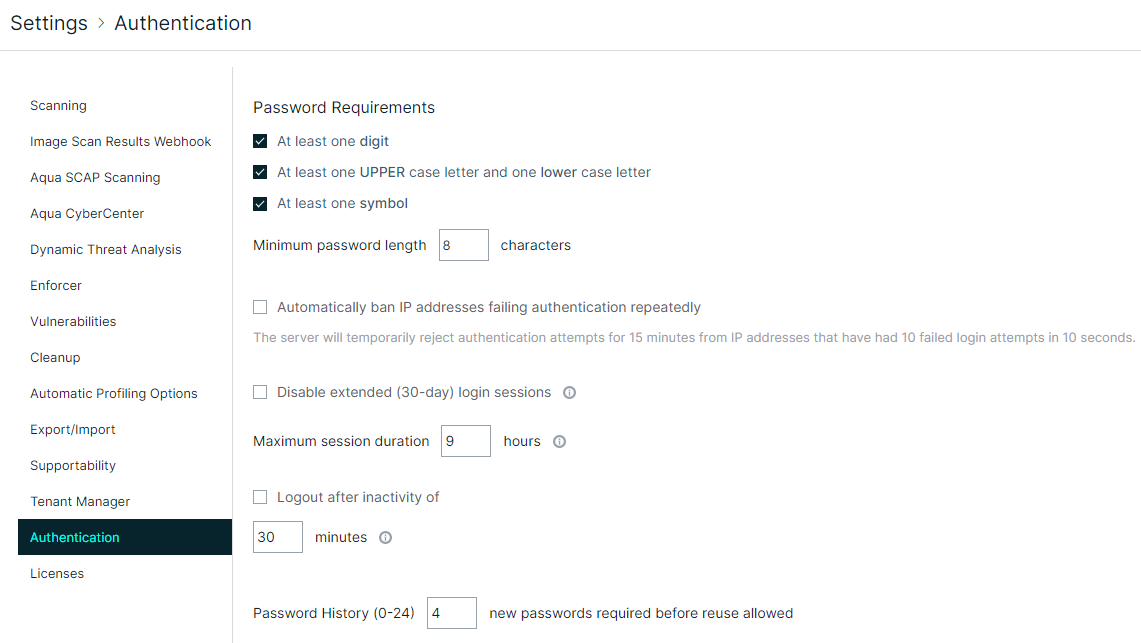 Settings > Authentication
Scanning
Image Scan Results Webhook
Aqua SCAP Scanning
Aqua CyberCenter
Dynamic Threat Analysis
Enforcer
Vulnerabilities
Cleanup
Automatic Profiling Options
Export/Import
Supportability
Tenant Manager
Authentication
Licenses
Password Requirements
At least one digit
At least one UPPER case letter and one lower case letter
At least one symbol
Minimum password length 8 characters
Automatically ban IP addresses failing authentication repeatedly
The server will temporarily reject authentication attempts for 15 minutes from IP addresses that have had 10 failed login attempts in 10 seconds.
Disable extended (30-day) login sessions
Maximum session duration 9 hours
Logout after inactivity of
30 minutes
Password History (0-24) 4 new passwords required before reuse allowed